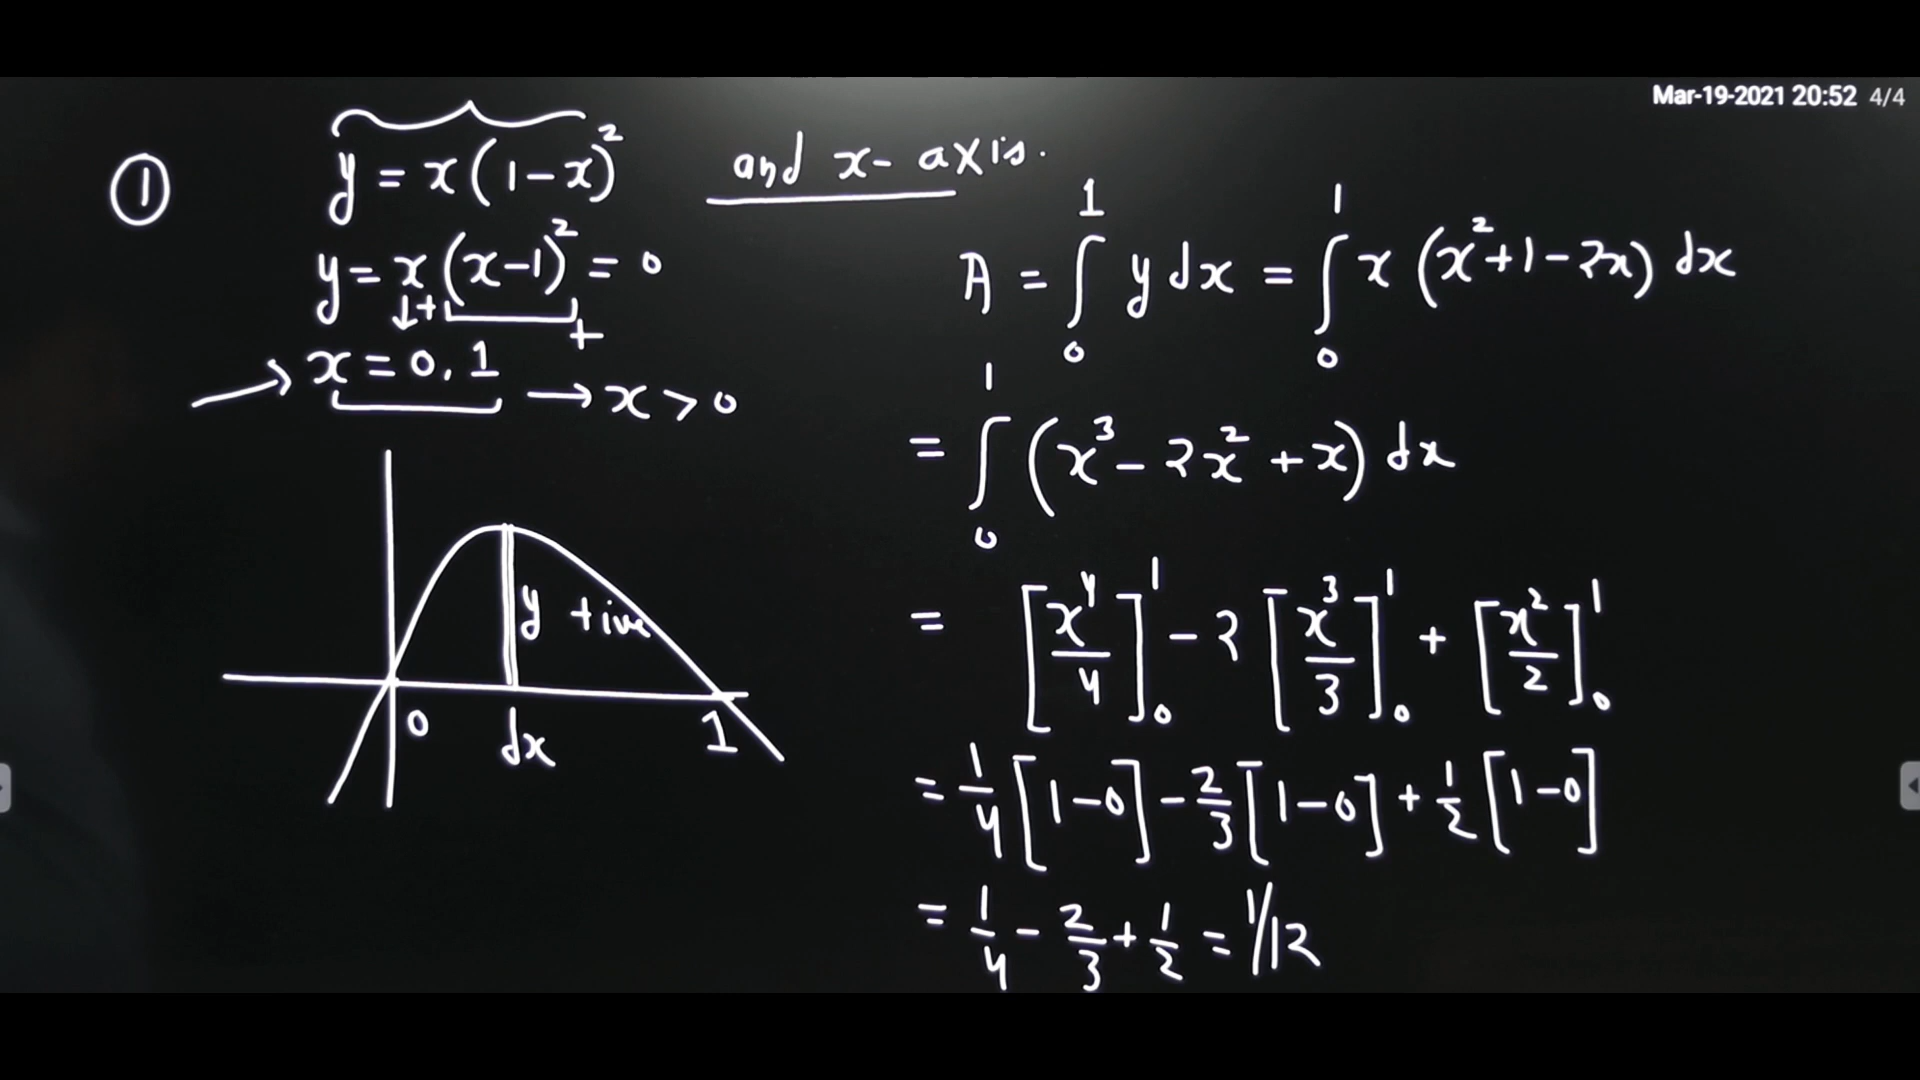 Mar-19-2021 20:52 4/4
① y = x(1-x)² and x-axis.
y = x(x-1)² = 0
↓+ +
→ x = 0, 1 → x > 0
y +ive
0 dx 1
A = ∫₀¹ y dx = ∫₀¹ x (x²+1-2x) dx
= ∫₀¹ (x³ - 2x² + x) dx
= [x⁴/4]₀¹ - 2 [x³/3]₀¹ + [x²/2]₀¹
= 1/4 [1-0] - 2/3 [1-0] + 1/2 [1-0]
= 1/4 - 2/3 + 1/2 = 1/12